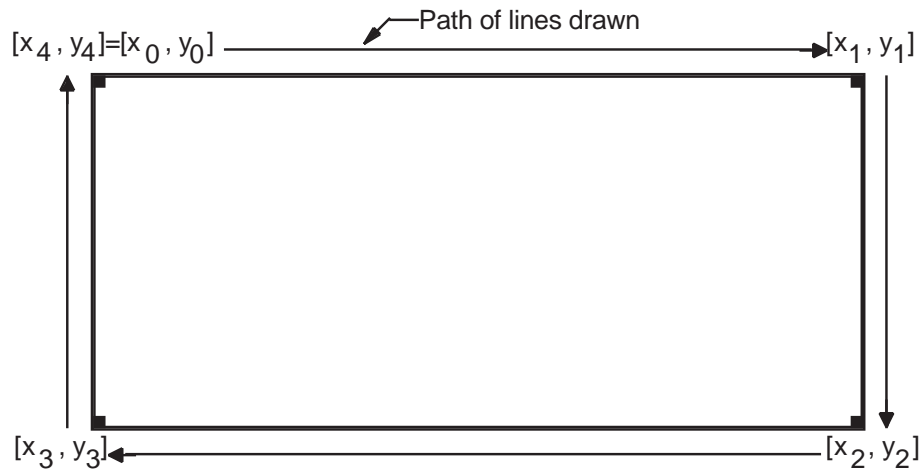 Path of lines drawn
[x4, y4]=[x0, y0]
[x1, y1]
[x3, y3]
[x2, y2]